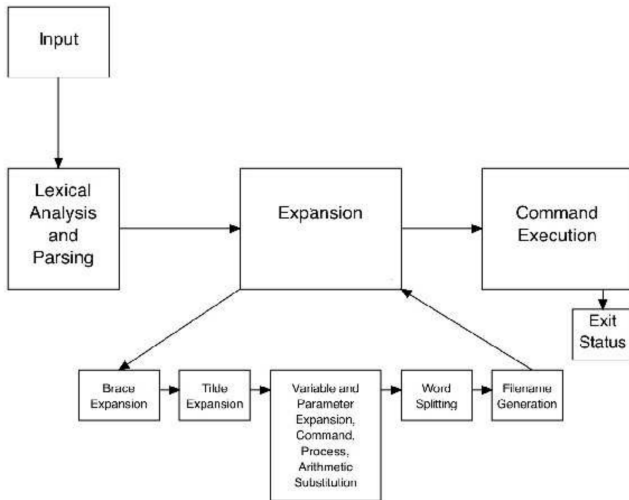 Input
Lexical
Analysis
and
Parsing
Expansion
Command
Execution
Exit
Status
Brace
Expansion
Tilde
Expansion
Variable and
Parameter
Expansion,
Command,
Process,
Arithmetic
Substitution
Word
Splitting
Filename
Generation